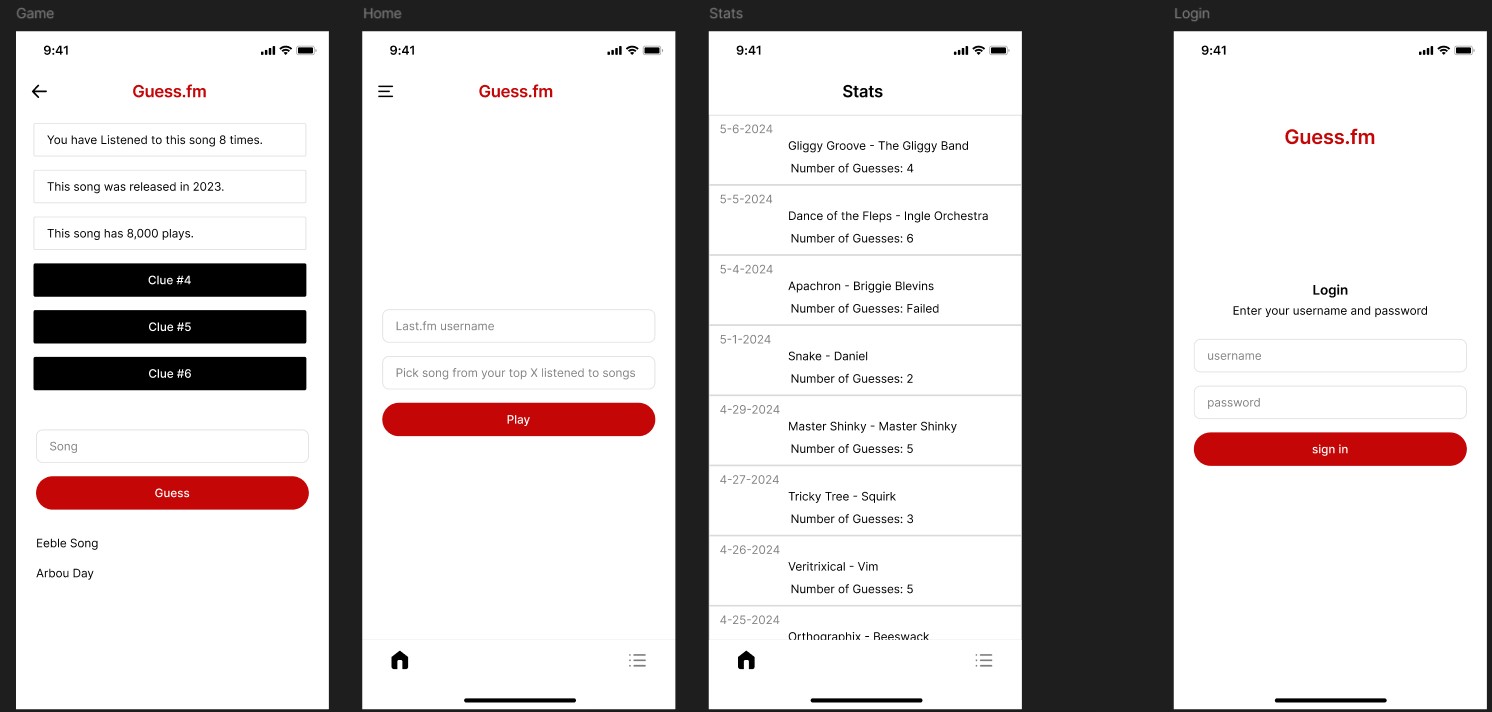 Game
9:41
Guess.fm
You have Listened to this song 8 times.
This song was released in 2023.
This song has 8,000 plays.
Clue #4
Clue #5
Clue #6
Song
Guess
Eeble Song
Arbou Day
Home
9:41
Guess.fm
Last.fm username
Pick song from your top X listened to songs
Play
Stats
9:41
Stats
5-6-2024
Gliggy Groove - The Gliggy Band
Number of Guesses: 4
5-5-2024
Dance of the Fleps - Ingle Orchestra
Number of Guesses: 6
5-4-2024
Apachron - Briggie Blevins
Number of Guesses: Failed
5-1-2024
Snake - Daniel
Number of Guesses: 2
4-29-2024
Master Shinky - Master Shinky
Number of Guesses: 5
4-27-2024
Tricky Tree - Squirk
Number of Guesses: 3
4-26-2024
Veritrixical - Vim
Number of Guesses: 5
4-25-2024
Orthographix - Beeswack
Login
9:41
Guess.fm
Login
Enter your username and password
username
password
sign in